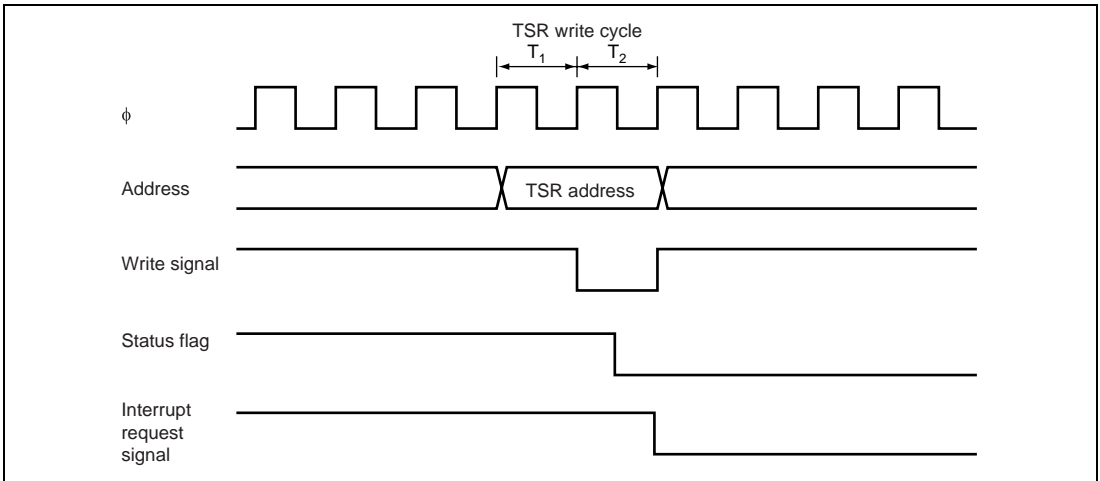 TSR write cycle
T1 T2
ϕ
Address
TSR address
Write signal
Status flag
Interrupt
request
signal